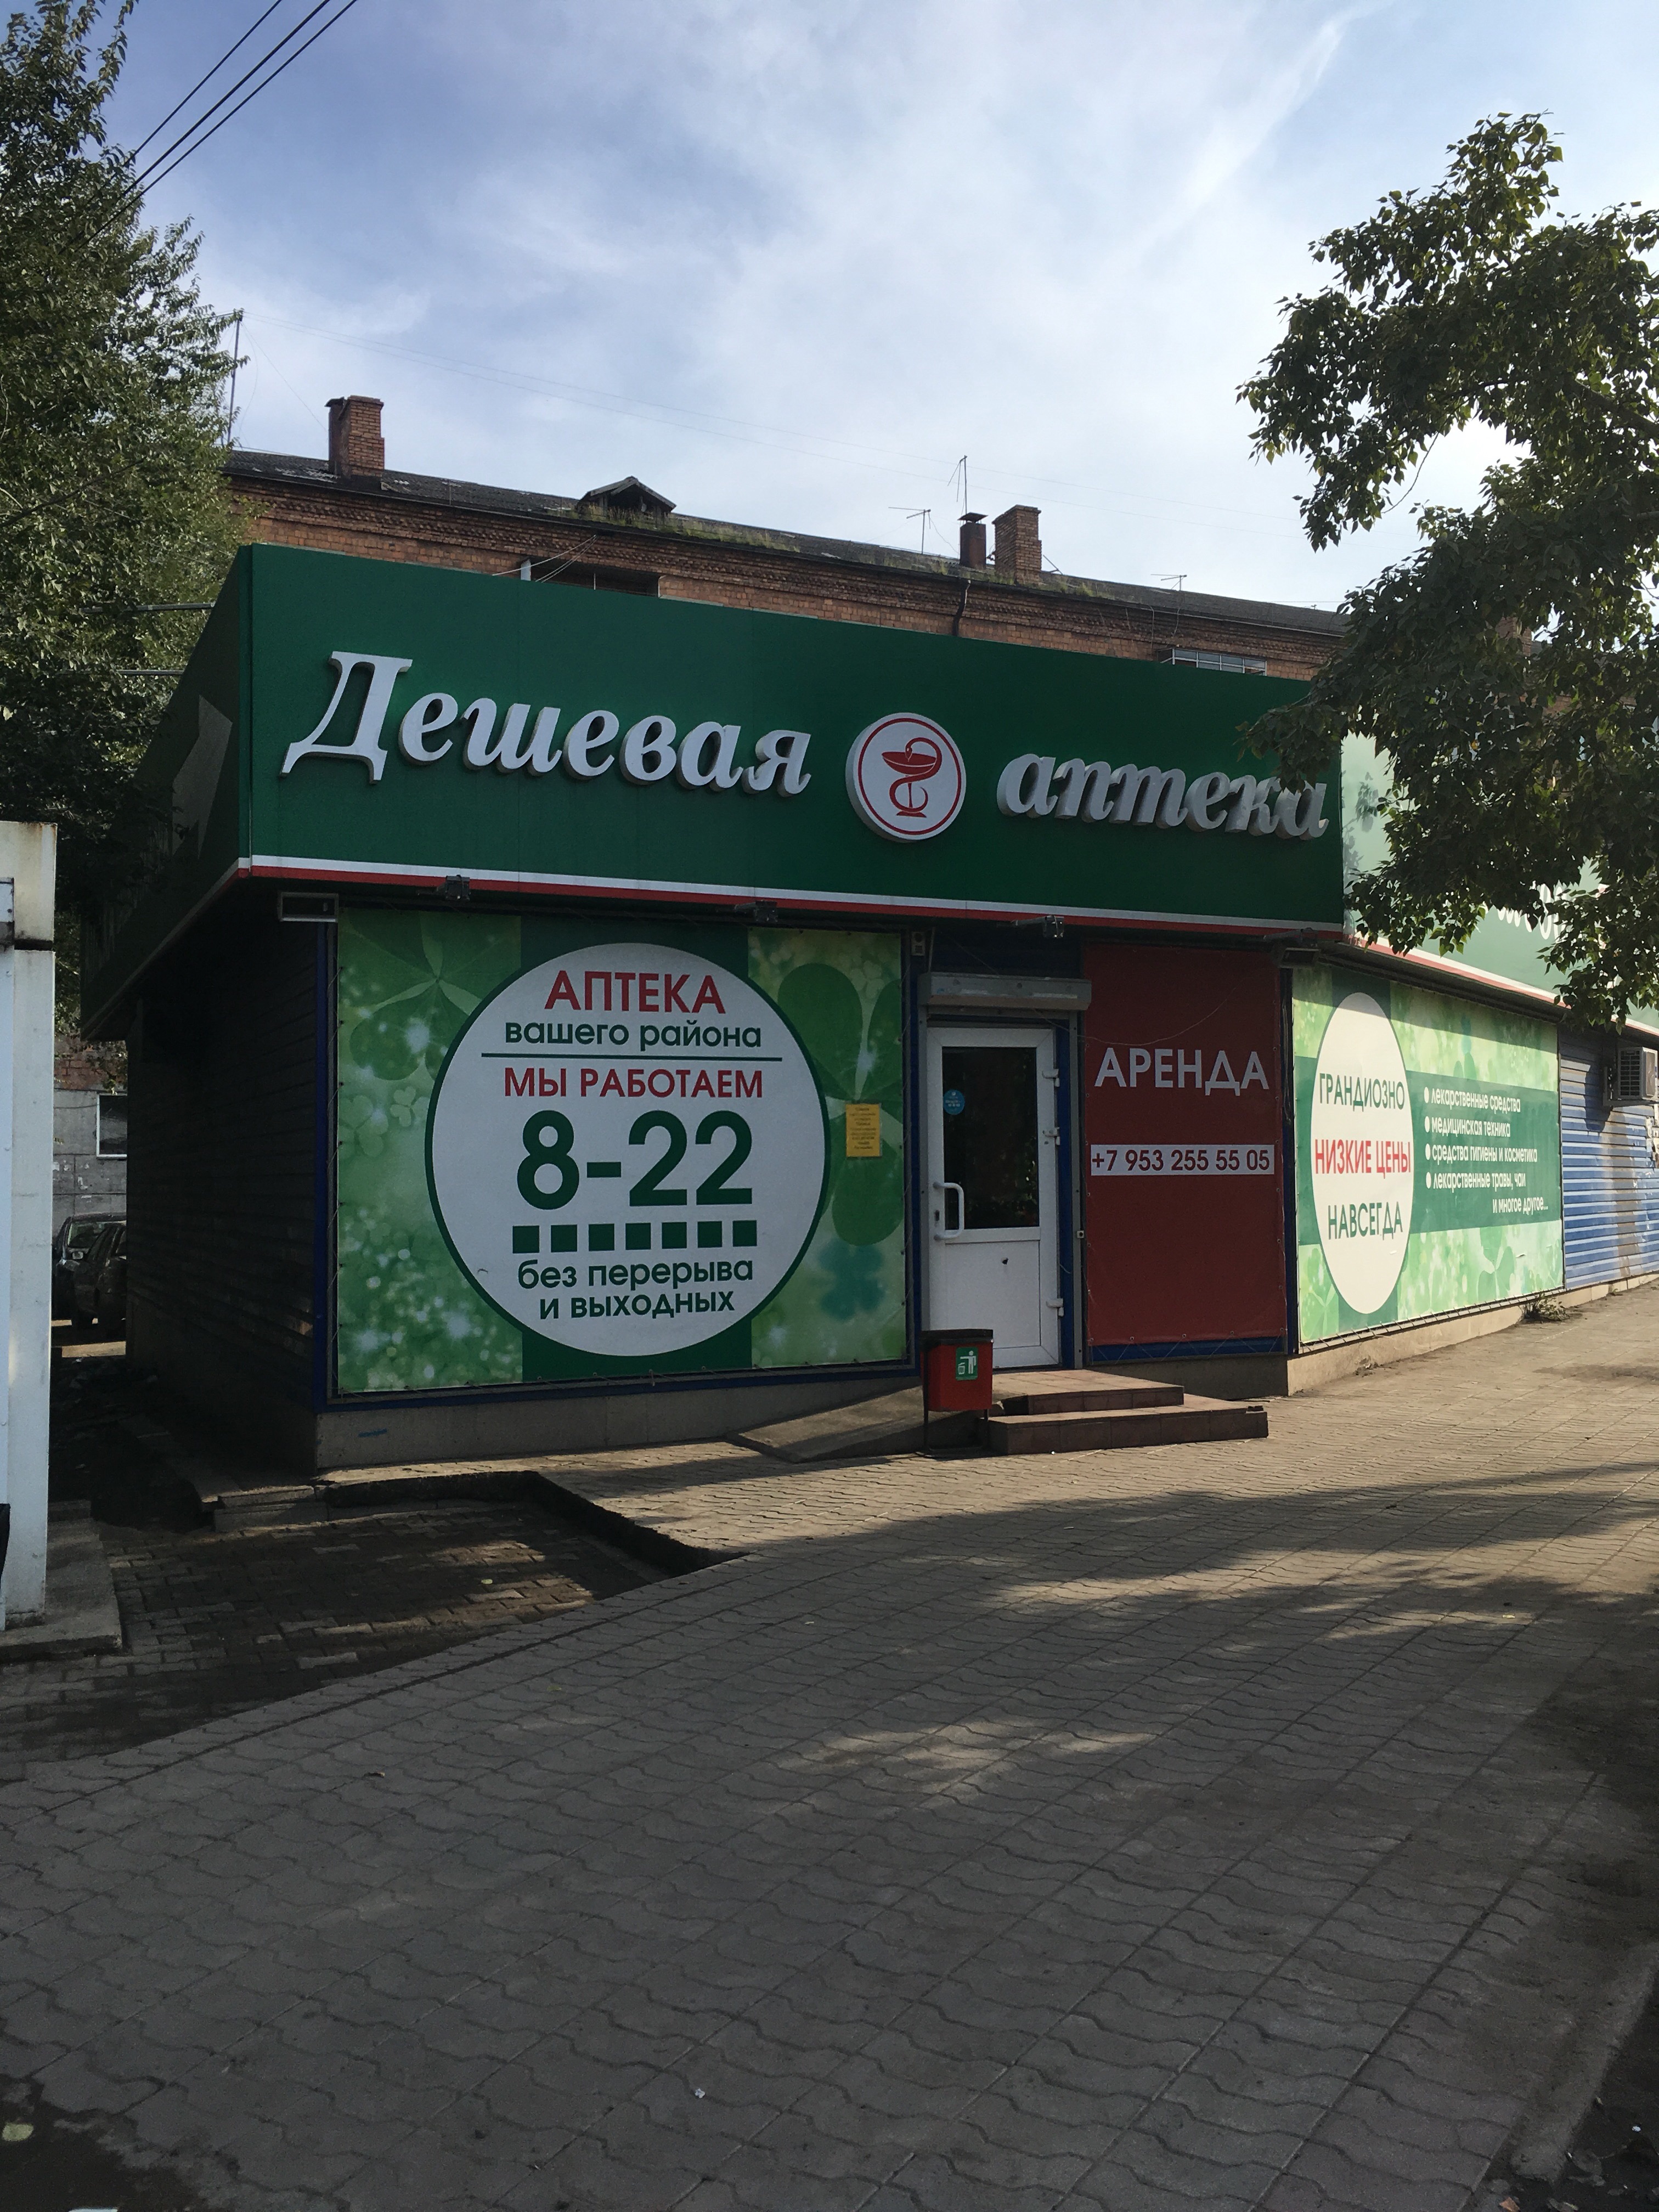 Дешевая аптека
АПТЕКА
вашего района
МЫ РАБОТАЕМ
8-22
без перерыва
и выходных
АРЕНДА
+7 953 255 55 05
ГРАНДИОЗНО
НИЗКИЕ ЦЕНЫ
НАВСЕГДА
лекарственные средства
медицинская техника
средства гигиены и косметика
лекарственные травы, чаи
и многое другое...